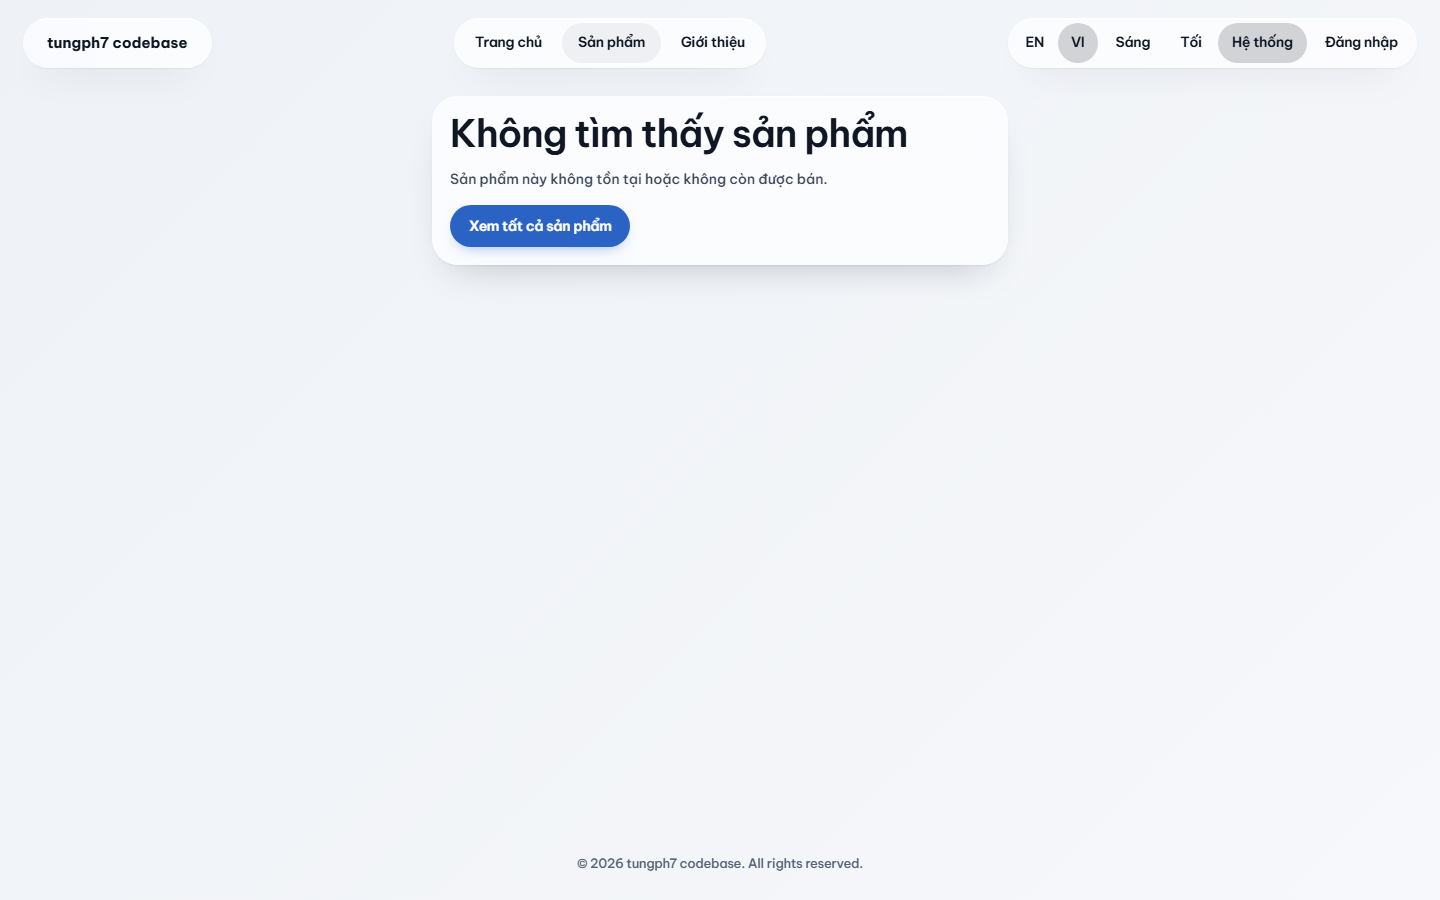 tungph7 codebase
Trang chủ Sản phẩm Giới thiệu
EN VI Sáng Tối Hệ thống Đăng nhập
Không tìm thấy sản phẩm
Sản phẩm này không tồn tại hoặc không còn được bán.
Xem tất cả sản phẩm
© 2026 tungph7 codebase. All rights reserved.